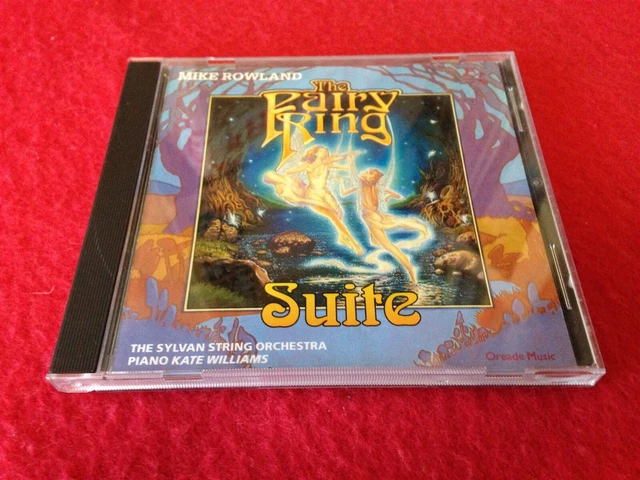 MIKE ROWLAND
The
Fairy
Ring
Suite
THE SYLVAN STRING ORCHESTRA
PIANO KATE WILLIAMS
Oreade Music